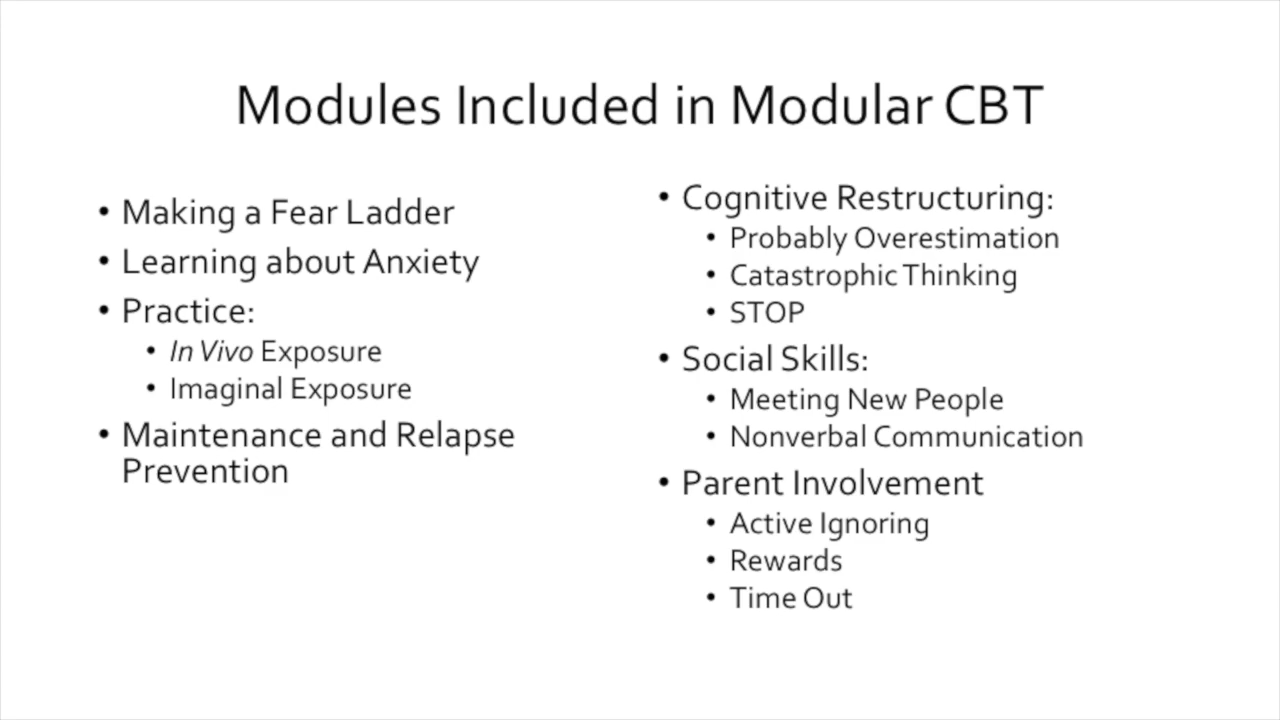 Modules Included in Modular CBT
• Making a Fear Ladder
• Learning about Anxiety
• Practice:
• In Vivo Exposure
• Imaginal Exposure
• Maintenance and Relapse
Prevention
• Cognitive Restructuring:
• Probably Overestimation
• Catastrophic Thinking
• STOP
• Social Skills:
• Meeting New People
• Nonverbal Communication
• Parent Involvement
• Active Ignoring
• Rewards
• Time Out